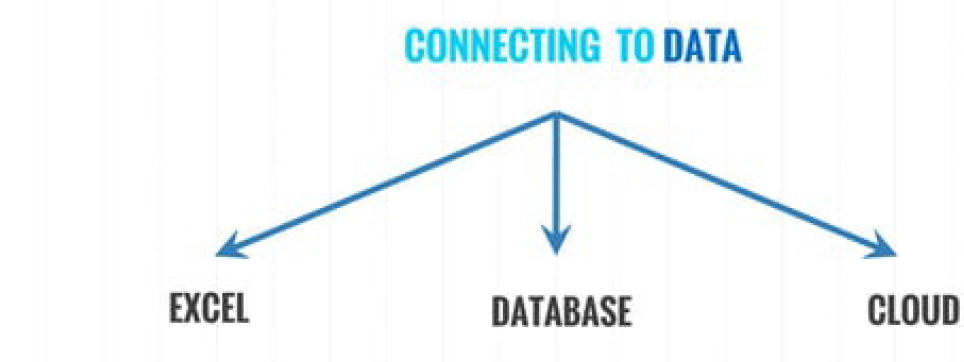 CONNECTING TO DATA
EXCEL
DATABASE
CLOUD